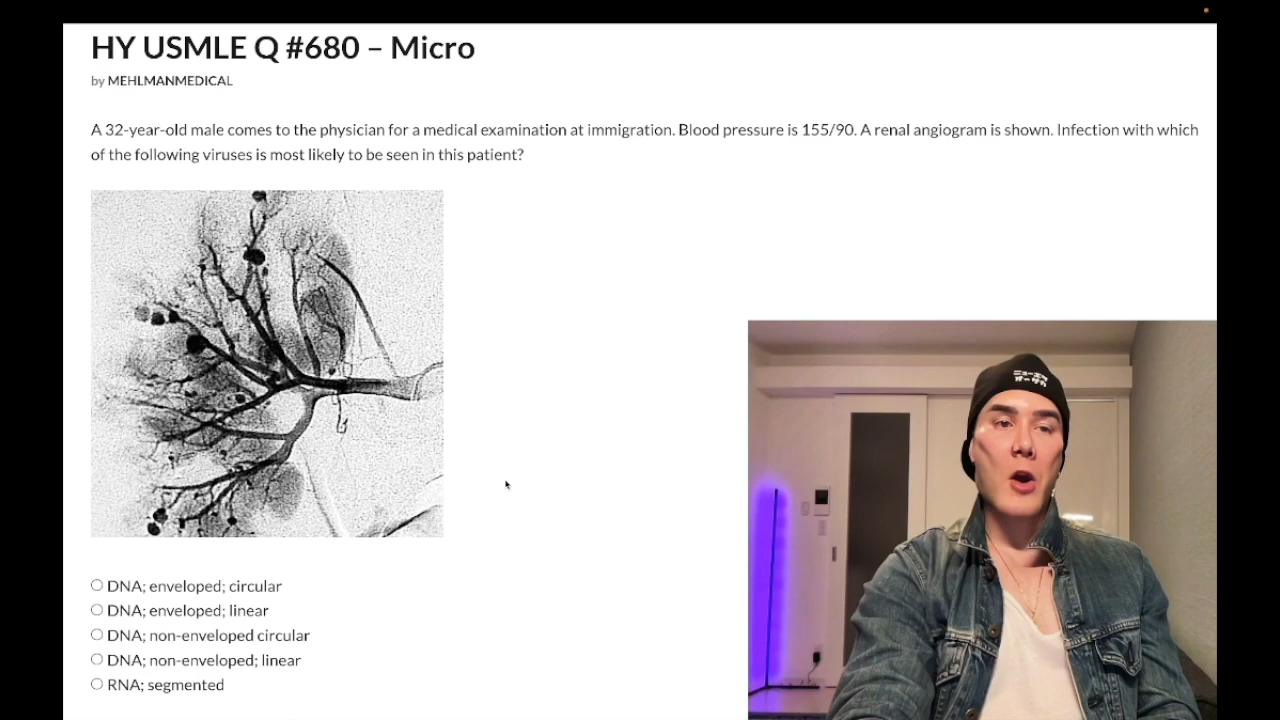 HY USMLE Q #680 – Micro
by MEHLMANMEDICAL
A 32-year-old male comes to the physician for a medical examination at immigration. Blood pressure is 155/90. A renal angiogram is shown. Infection with which
of the following viruses is most likely to be seen in this patient?
DNA; enveloped; circular
DNA; enveloped; linear
DNA; non-enveloped circular
DNA; non-enveloped; linear
RNA; segmented